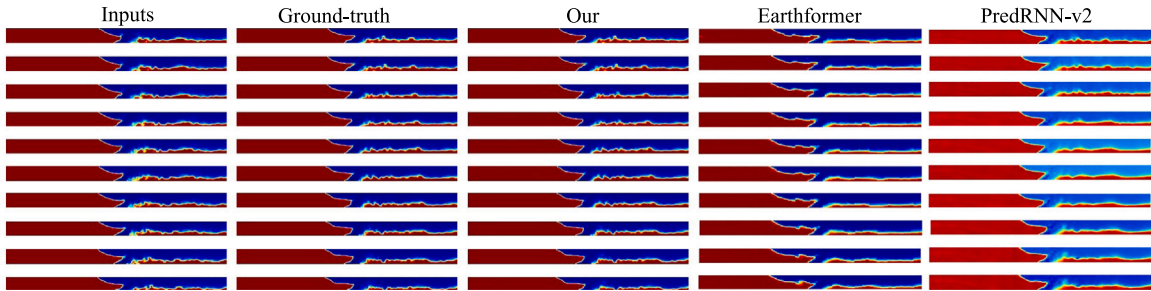 Inputs
Ground-truth
Our
Earthformer
PredRNN-v2